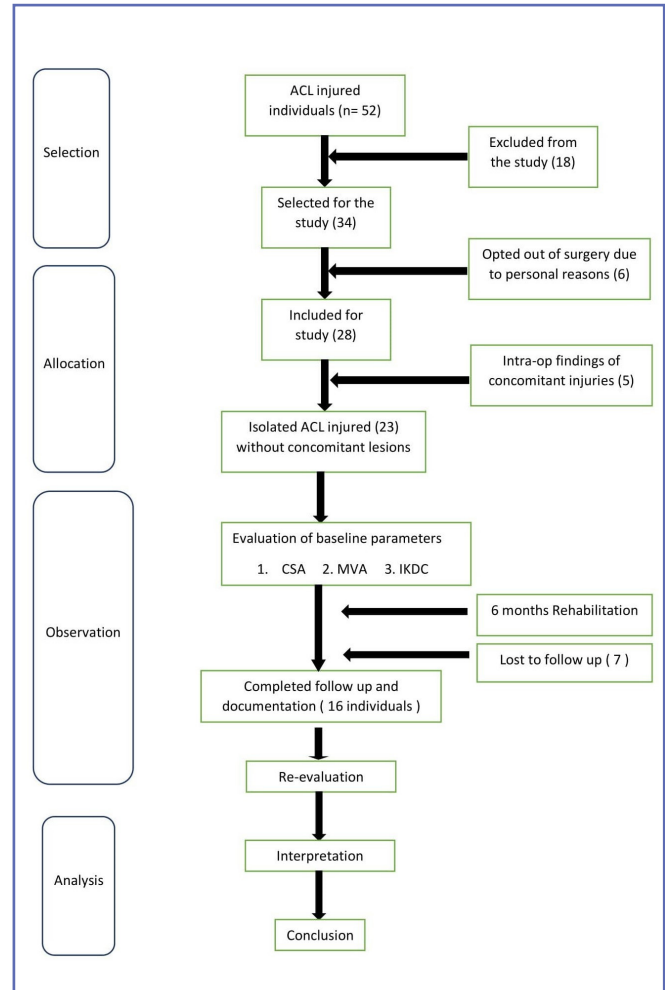 Selection
ACL injured
individuals (n= 52)
Excluded from
the study (18)
Selected for the
study (34)
Allocation
Opted out of surgery due
to personal reasons (6)
Included for
study (28)
Intra-op findings of
concomitant injuries (5)
Isolated ACL injured (23)
without concomitant lesions
Observation
Evaluation of baseline parameters
1. CSA 2. MVA 3. IKDC
6 months Rehabilitation
Lost to follow up ( 7 )
Completed follow up and
documentation ( 16 individuals )
Re-evaluation
Analysis
Interpretation
Conclusion